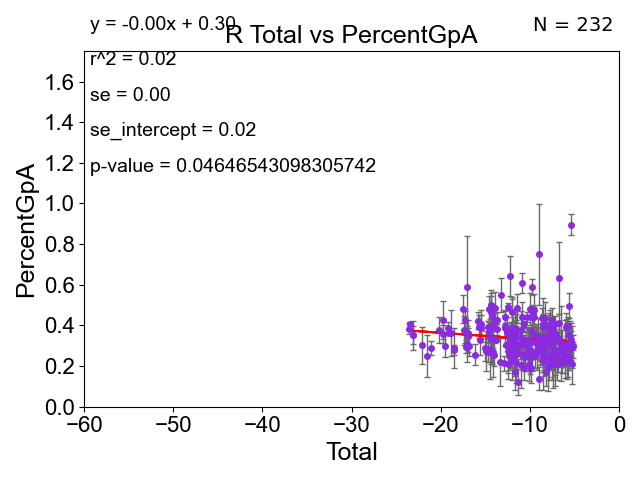 y = -0.00x + 0.30
R Total vs PercentGpA
N = 232
r^2 = 0.02
se = 0.00
se_intercept = 0.02
p-value = 0.04646543098305742
PercentGpA
1.6
1.4
1.2
1.0
0.8
0.6
0.4
0.2
0.0
−60 −50 −40 −30 −20 −10 0
Total